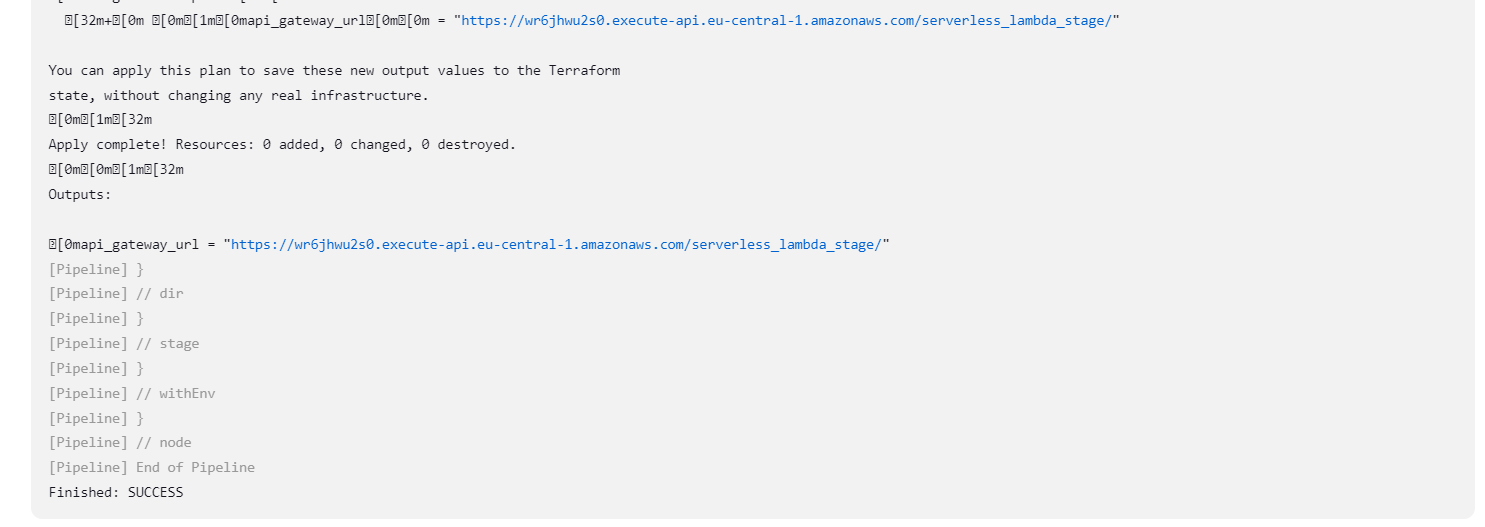 [32m+[0m [0m[1m[0mapi_gateway_url[0m[0m = "https://wr6jhwu2s0.execute-api.eu-central-1.amazonaws.com/serverless_lambda_stage/"
You can apply this plan to save these new output values to the Terraform
state, without changing any real infrastructure.
[0m[1m[32m
Apply complete! Resources: 0 added, 0 changed, 0 destroyed.
[0m[0m[1m[32m
Outputs:
[0mapi_gateway_url = "https://wr6jhwu2s0.execute-api.eu-central-1.amazonaws.com/serverless_lambda_stage/"
[Pipeline] }
[Pipeline] // dir
[Pipeline] }
[Pipeline] // stage
[Pipeline] }
[Pipeline] // withEnv
[Pipeline] }
[Pipeline] // node
[Pipeline] End of Pipeline
Finished: SUCCESS